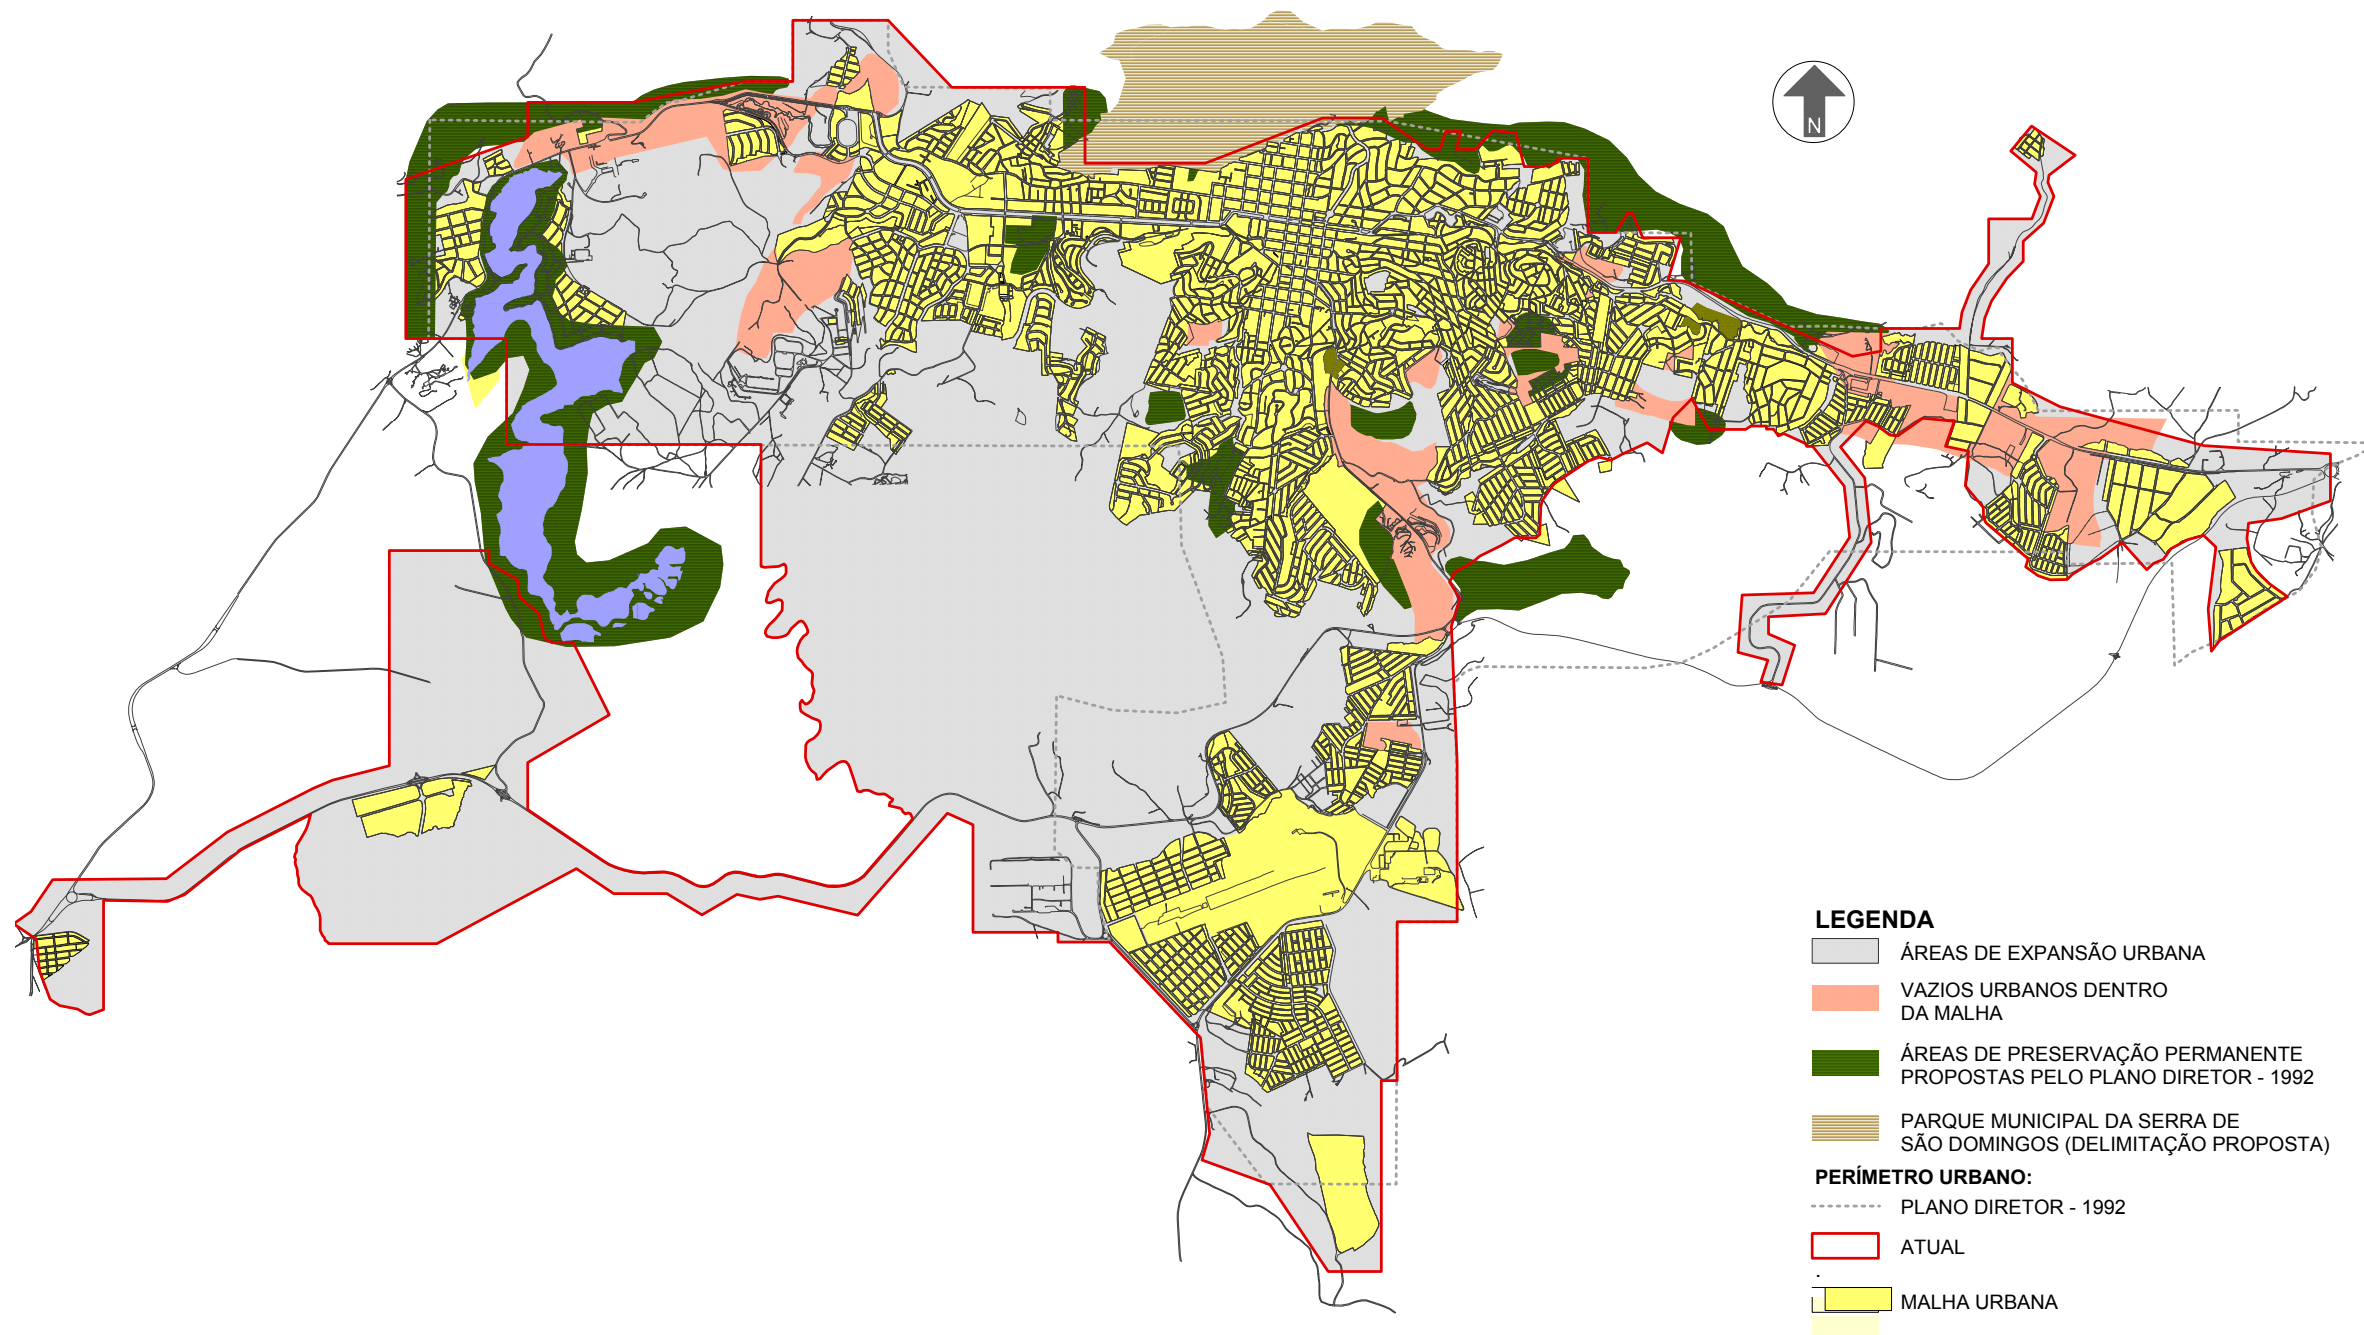 N
LEGENDA
ÁREAS DE EXPANSÃO URBANA
VAZIOS URBANOS DENTRO
DA MALHA
ÁREAS DE PRESERVAÇÃO PERMANENTE
PROPOSTAS PELO PLANO DIRETOR - 1992
PARQUE MUNICIPAL DA SERRA DE
SÃO DOMINGOS (DELIMITAÇÃO PROPOSTA)
PERÍMETRO URBANO:
PLANO DIRETOR - 1992
ATUAL
.
MALHA URBANA